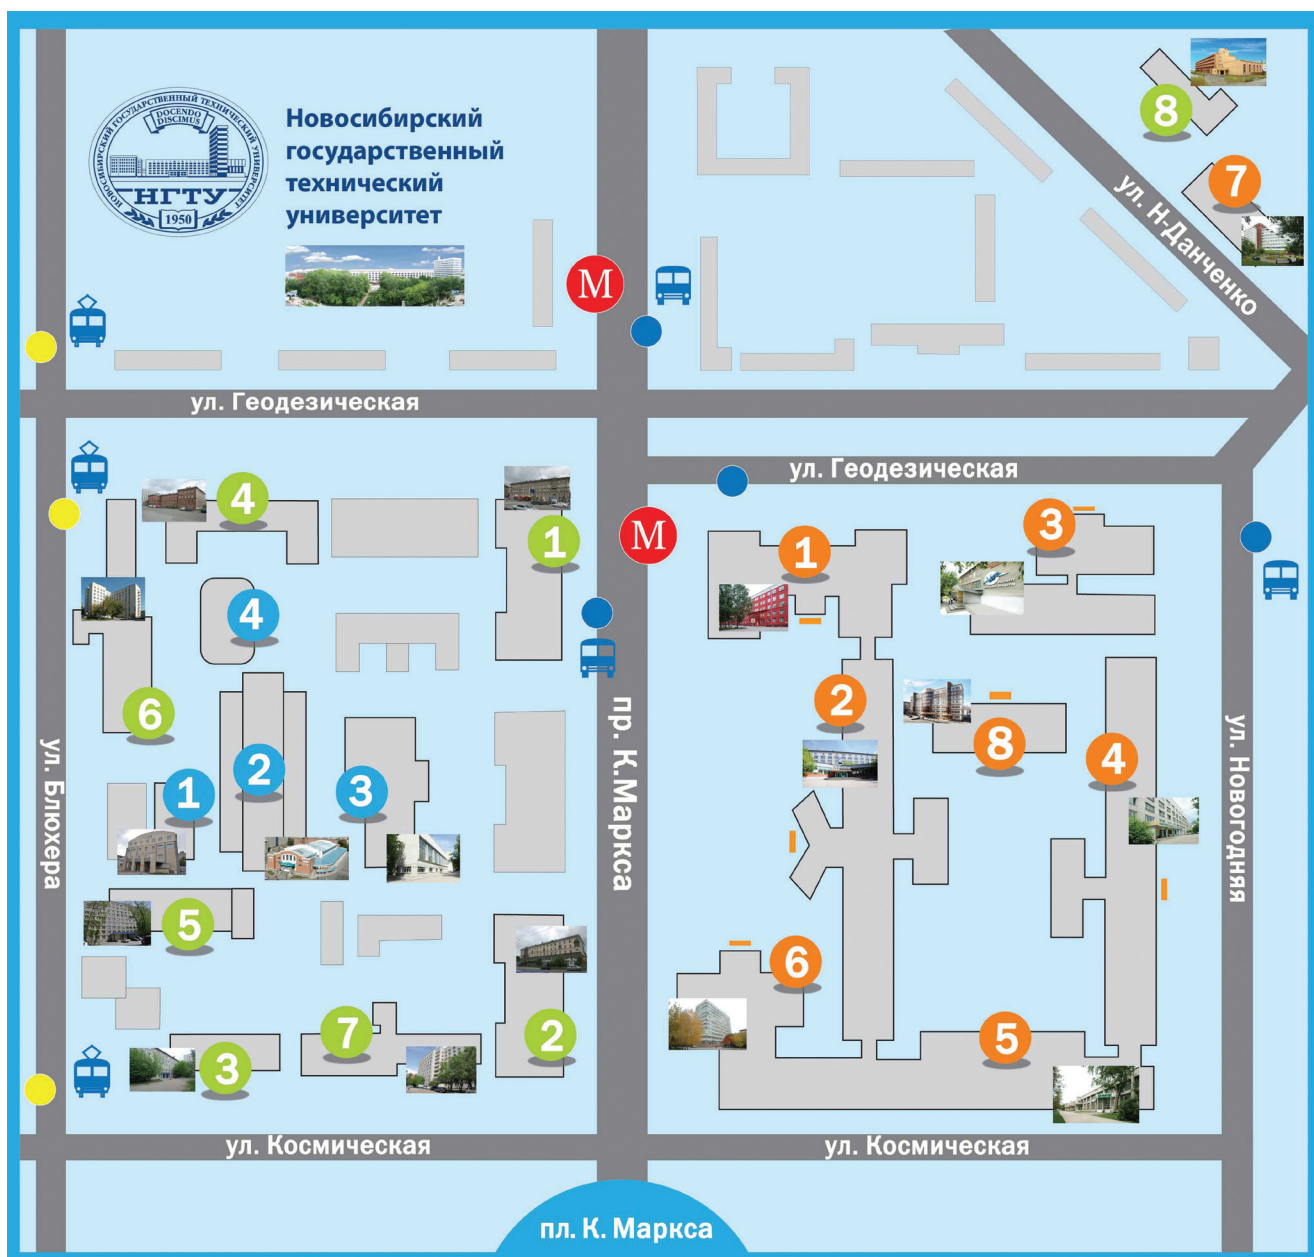 НОВОСИБИРСКИЙ ГОСУДАРСТВЕННЫЙ ТЕХНИЧЕСКИЙ УНИВЕРСИТЕТ
DOCENDO
DISCIMUS
НГТУ
1950
Новосибирский
государственный
технический
университет
8
7
ул. Н-Данченко
М
ул. Геодезическая
ул. Геодезическая
4
1
М
1
3
4
6
2
8
4
1
2
3
пр. К.Маркса
ул. Блюхера
ул. Новогодняя
5
6
7
2
3
5
ул. Космическая
ул. Космическая
пл. К. Маркса